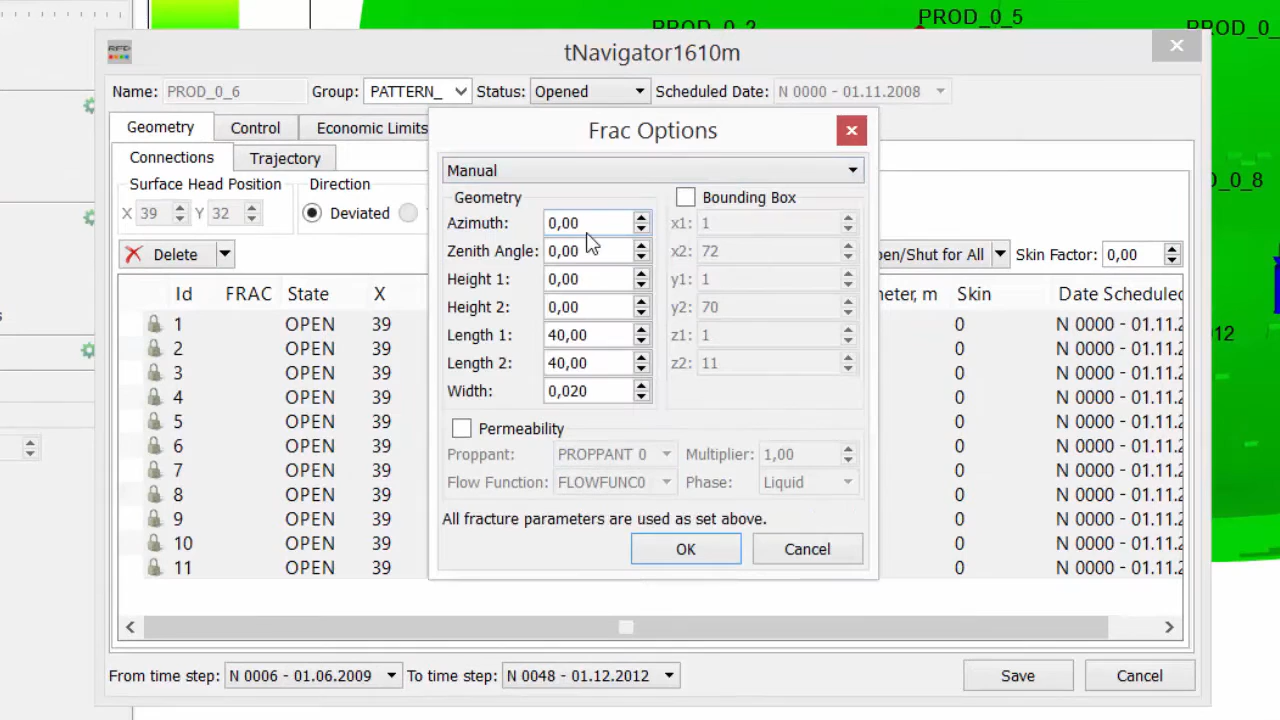 PROD_0_2
PROD_0_5
tNavigator1610m
Name: PROD_0_6 Group: PATTERN_ Status: Opened Scheduled Date: N 0000 - 01.11.2008
Geometry Control Economic Limits
Frac Options
Connections Trajectory
Manual
Surface Head Position Direction
Geometry Bounding Box
X 39 Y 32 Deviated
Azimuth: 0,00 x1: 1
Zenith Angle: 0,00 x2: 72
Delete
en/Shut for All Skin Factor: 0,00
Height 1: 0,00 y1: 1
Height 2: 0,00 y2: 70
Length 1: 40,00 z1: 1
Length 2: 40,00 z2: 11
Width: 0,020
Permeability
Proppant: PROPPANT 0 Multiplier: 1,00
Flow Function: FLOWFUNC0 Phase: Liquid
All fracture parameters are used as set above.
OK Cancel
Id FRAC State X meter, m Skin Date Scheduled
1 OPEN 39 0 N 0000 - 01.11.2
2 OPEN 39 0 N 0000 - 01.11.2
3 OPEN 39 0 N 0000 - 01.11.2
4 OPEN 39 0 N 0000 - 01.11.2
5 OPEN 39 0 N 0000 - 01.11.2
6 OPEN 39 0 N 0000 - 01.11.2
7 OPEN 39 0 N 0000 - 01.11.2
8 OPEN 39 0 N 0000 - 01.11.2
9 OPEN 39 0 N 0000 - 01.11.2
10 OPEN 39 0 N 0000 - 01.11.2
11 OPEN 39 0 N 0000 - 01.11.2
From time step: N 0006 - 01.06.2009 To time step: N 0048 - 01.12.2012 Save Cancel